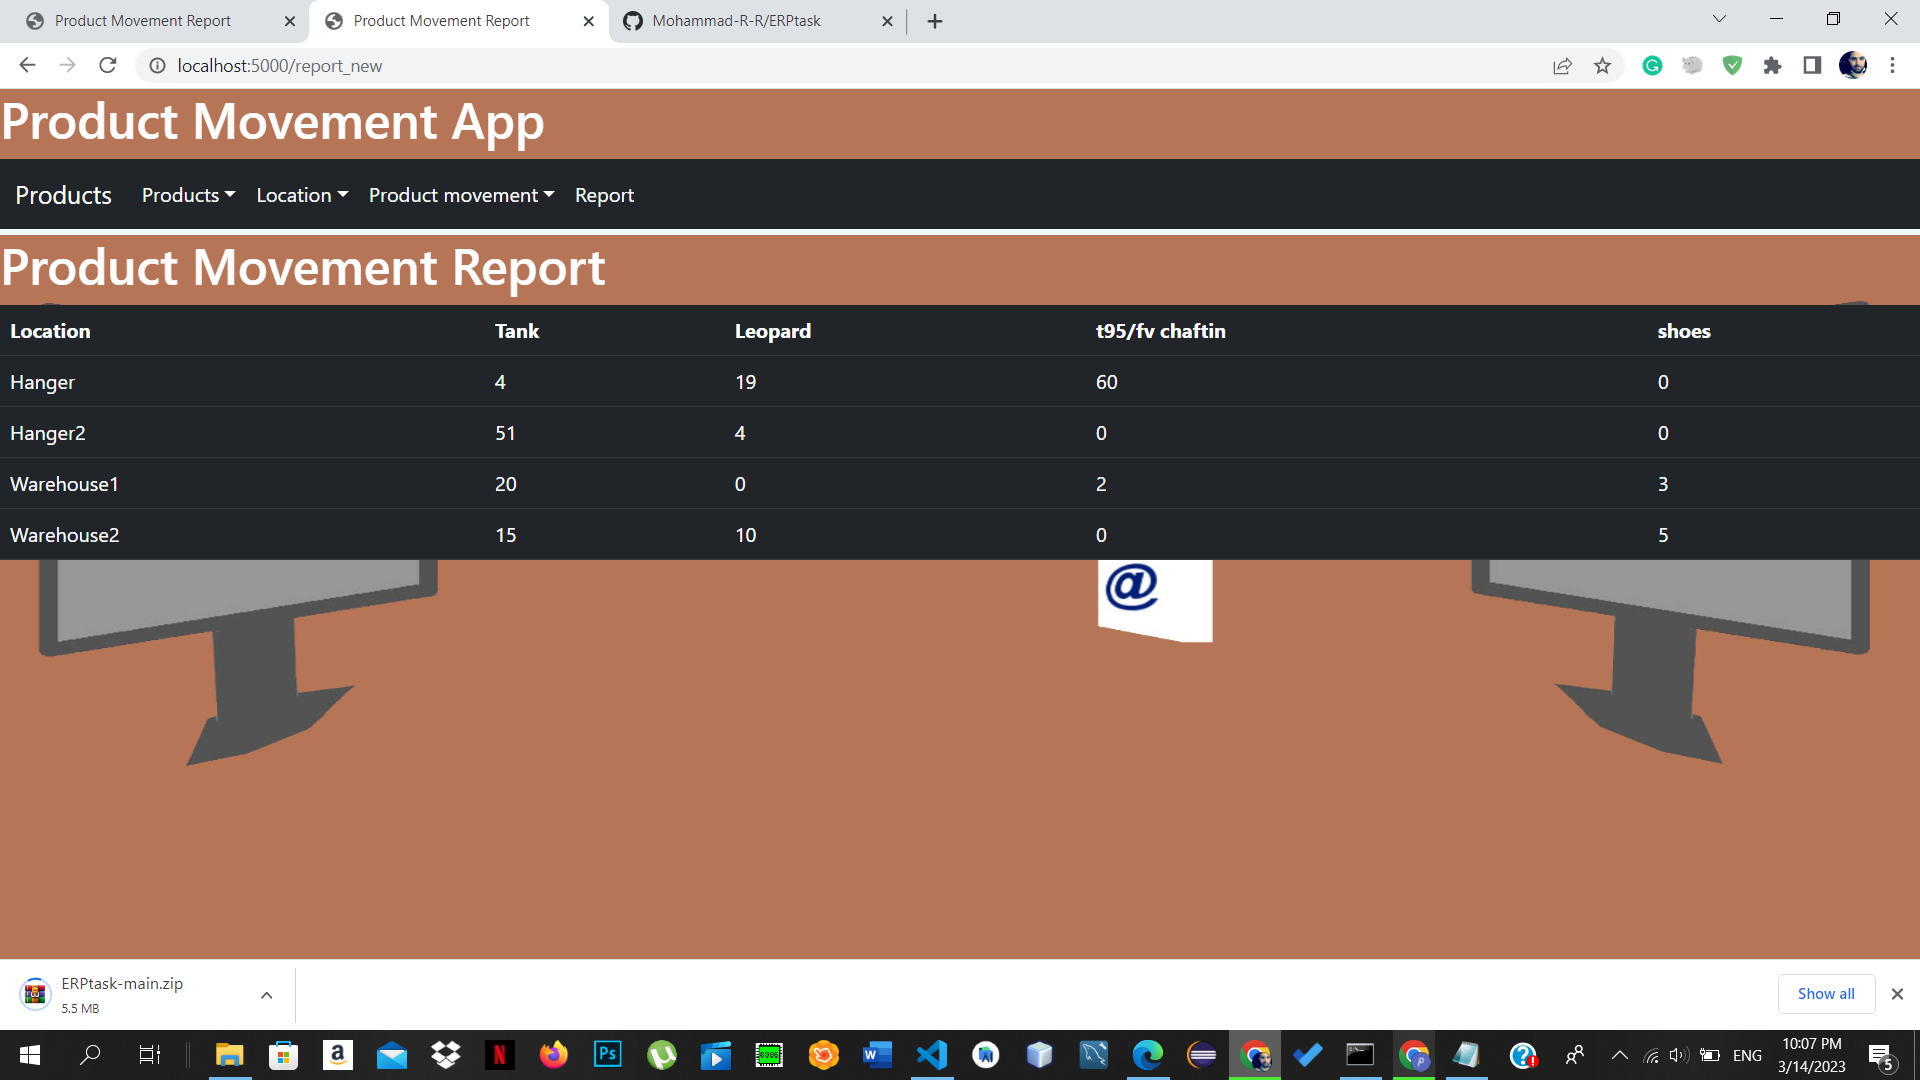 Product Movement Report
Product Movement Report
Mohammad-R-R/ERPtask
localhost:5000/report_new
Product Movement App
Products Products Location Product movement Report
Product Movement Report
Location Tank Leopard t95/fv chaftin shoes
Hanger 4 19 60 0
Hanger2 51 4 0 0
Warehouse1 20 0 2 3
Warehouse2 15 10 0 5
@
ERPtask-main.zip
5.5 MB
Show all
ENG
10:07 PM
3/14/2023
5